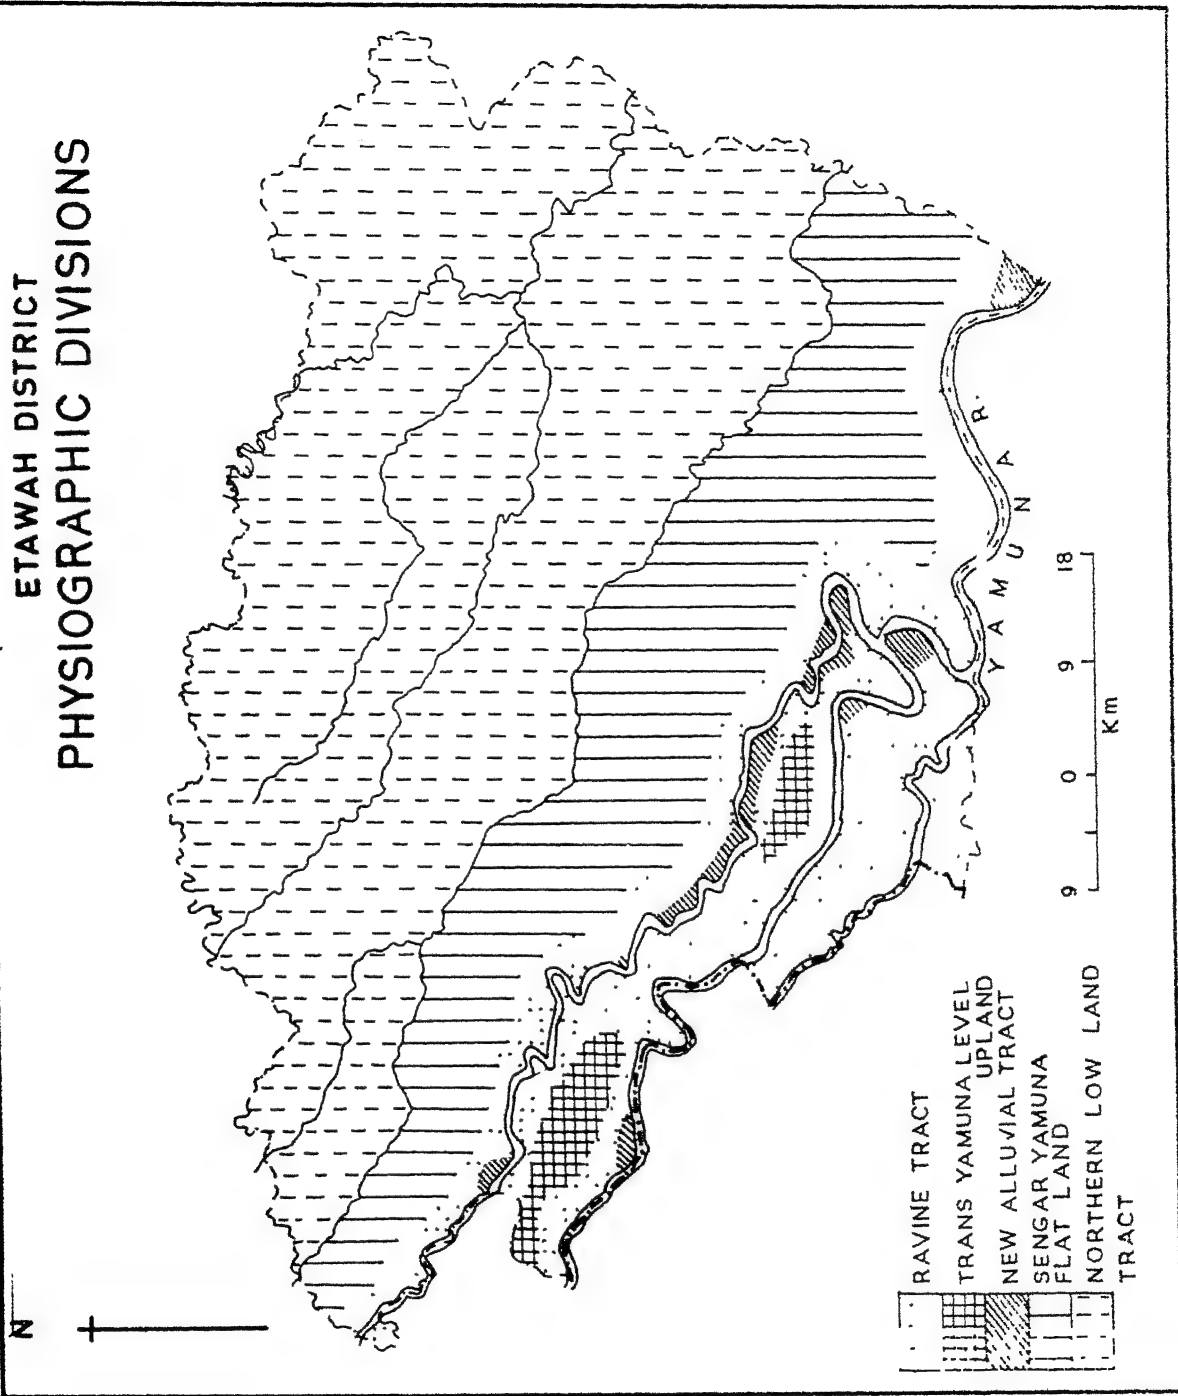 ETAWAH DISTRICT
PHYSIOGRAPHIC DIVISIONS
N
YAMUNA R.
9 0 9 18
Km
RAVINE TRACT
TRANS YAMUNA LEVEL
UPLAND
NEW ALLUVIAL TRACT
SENGAR YAMUNA
FLAT LAND
NORTHERN LOW LAND
TRACT